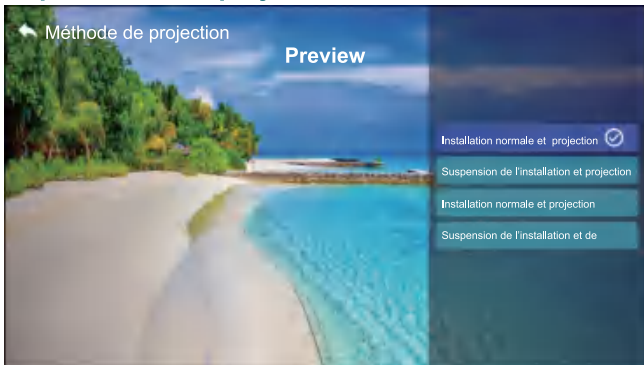 Méthode de projection
Preview
Installation normale et projection
Suspension de l'installation et projection
Installation normale et projection
Suspension de l'installation et de